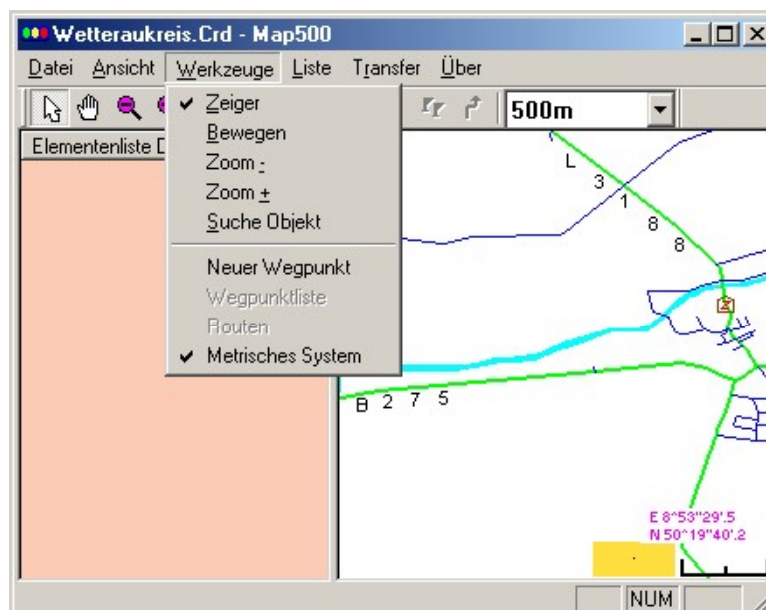 Wetteraukreis.Crd - Map500
Datei Ansicht Werkzeuge Liste Transfer Über
500m
Elementenliste
Zeiger
Bewegen
Zoom -
Zoom +
Suche Objekt
Neuer Wegpunkt
Wegpunktliste
Routen
Metrisches System
L 3 1 8 8
B 2 7 5
E 8°53"29'.5
N 50°19"40'.2
NUM